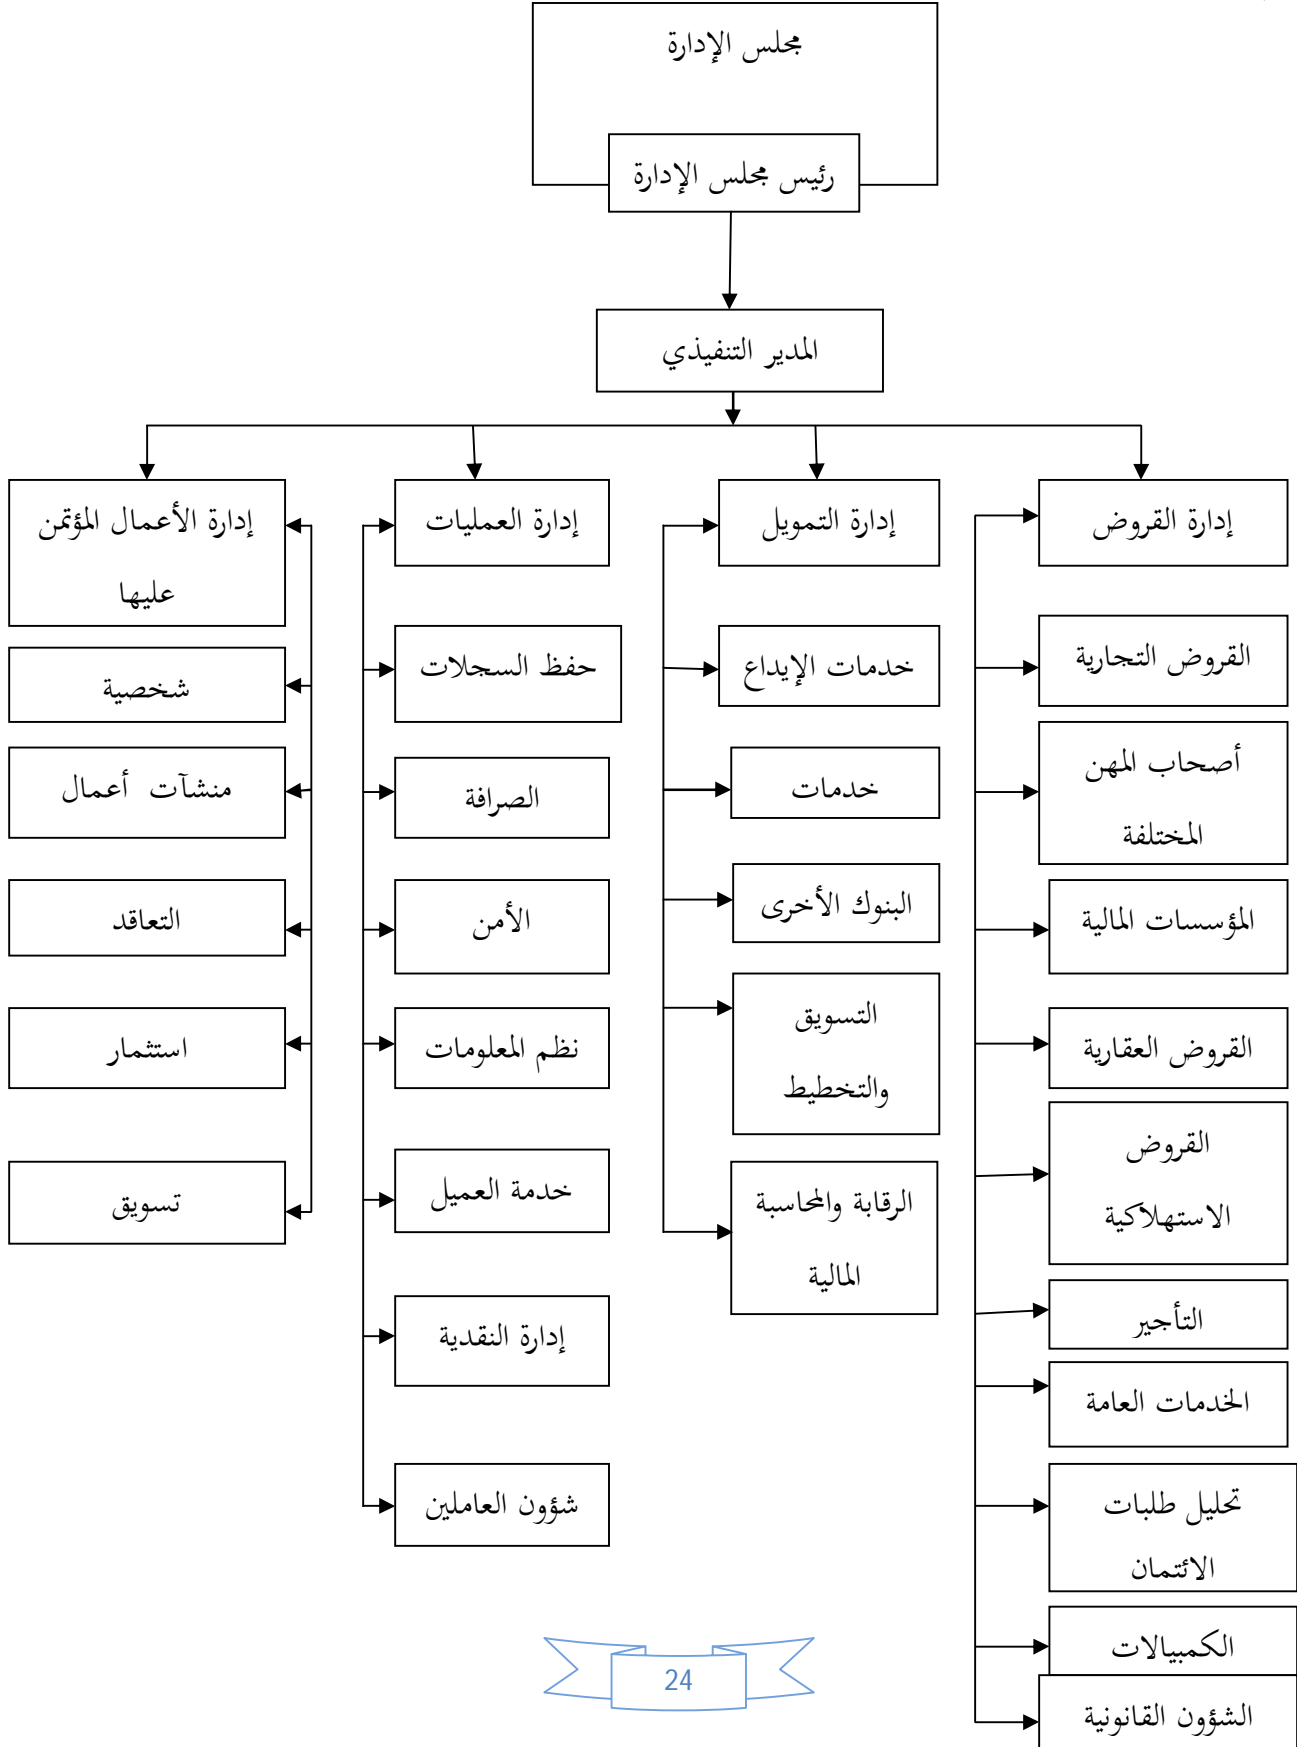 مجلس الإدارة
رئيس مجلس الإدارة
المدير التنفيذي
إدارة القروض
القروض التجارية
أصحاب المهن
المختلفة
المؤسسات المالية
القروض العقارية
القروض
الاستهلاكية
التأجير
الخدمات العامة
تحليل طلبات
الائتمان
الكمبيالات
الشؤون القانونية
إدارة التمويل
خدمات الإيداع
خدمات
البنوك الأخرى
التسويق
والتخطيط
الرقابة والمحاسبة
المالية
إدارة العمليات
حفظ السجلات
الصرافة
الأمن
نظم المعلومات
خدمة العميل
إدارة النقدية
شؤون العاملين
إدارة الأعمال المؤتمن
عليها
شخصية
منشآت أعمال
التعاقد
استثمار
تسويق
24